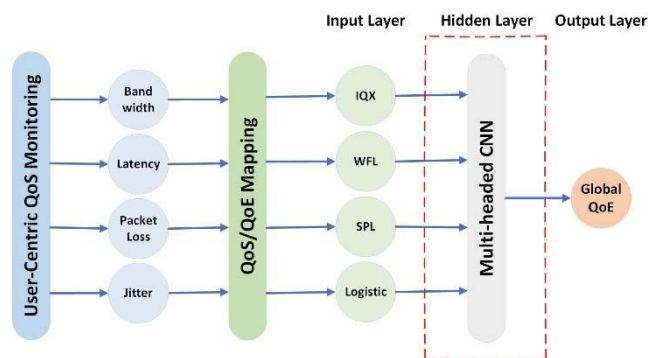 Input Layer
Hidden Layer
Output Layer
User-Centric QoS Monitoring
Band
width
Latency
Packet
Loss
Jitter
QoS/QoE Mapping
IQX
WFL
SPL
Logistic
Multi-headed CNN
Global
QoE